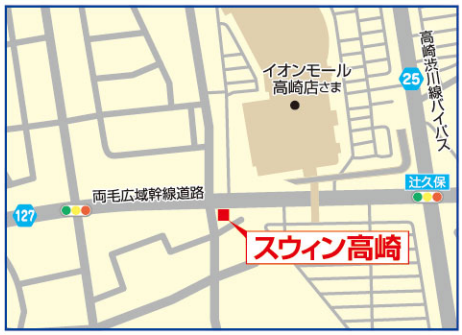 イオンモール
高崎店さま
高崎渋川線バイパス
25
辻久保
両毛広域幹線道路
127
スウィン高崎